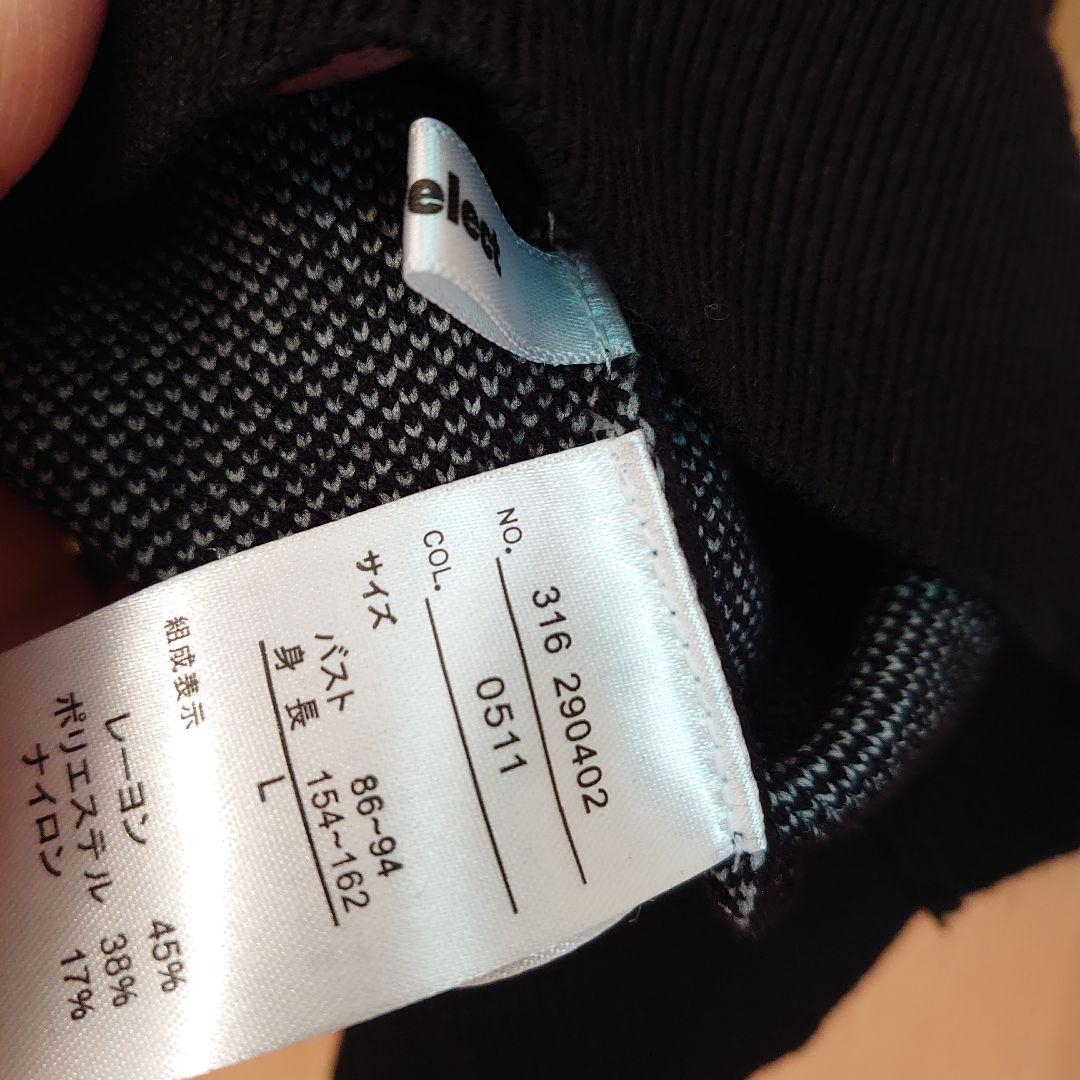 elect
NO. 316 290402
COL. 0511
サイズ
バスト 86~94
身長 154~162
L
組成表示
レーヨン 45%
ポリエステル 38%
ナイロン 17%